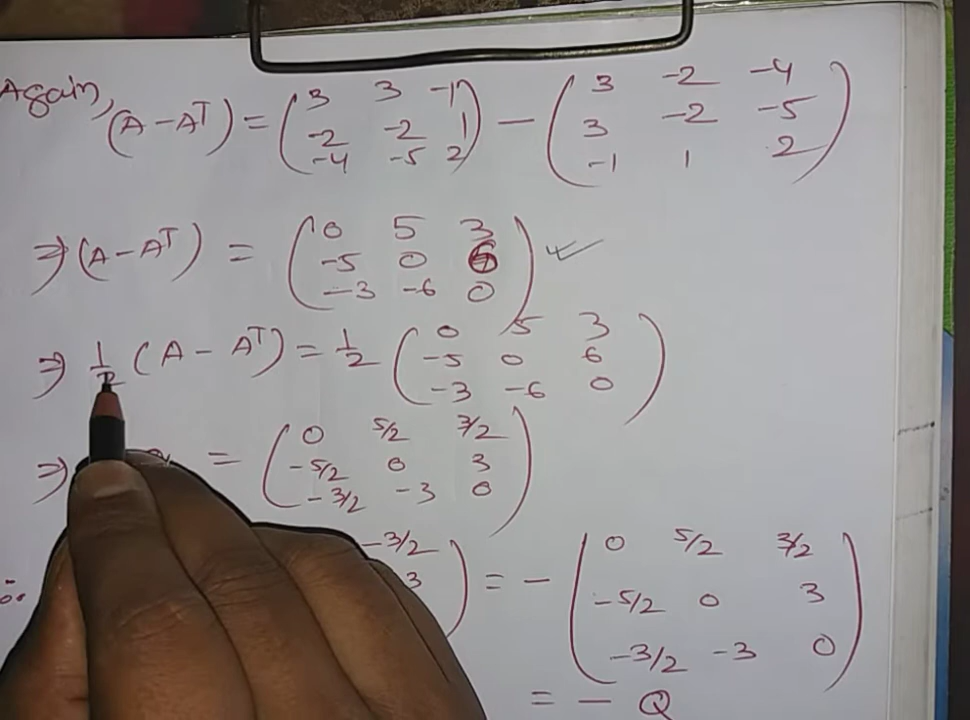 Again, (A - Aᵀ) = ( 3 3 -1 ; -2 -2 1 ; -4 -5 2 ) - ( 3 -2 -4 ; 3 -2 -5 ; -1 1 2 )
⇒ (A - Aᵀ) = ( 0 5 3 ; -5 0 6 ; -3 -6 0 ) ✓
⇒ 1/2 (A - Aᵀ) = 1/2 ( 0 5 3 ; -5 0 6 ; -3 -6 0 )
⇒ = ( 0 5/2 3/2 ; -5/2 0 3 ; -3/2 -3 0 )
∴ -3/2 3 ) = - ( 0 5/2 3/2 ; -5/2 0 3 ; -3/2 -3 0 )
= - Q